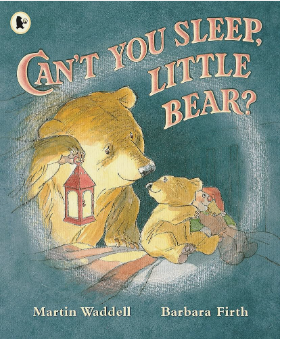 CAN'T YOU SLEEP,
LITTLE
BEAR?
Martin Waddell Barbara Firth